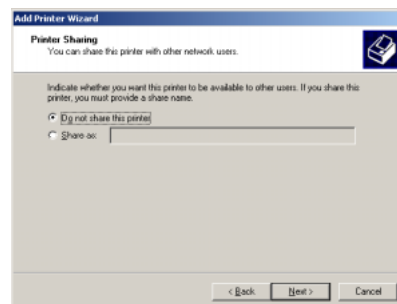 Add Printer Wizard
Printer Sharing
You can share this printer with other network users.
Indicate whether you want this printer to be available to other users. If you share this
printer, you must provide a share name.
Do not share this printer
Share as:
< Back
Next >
Cancel